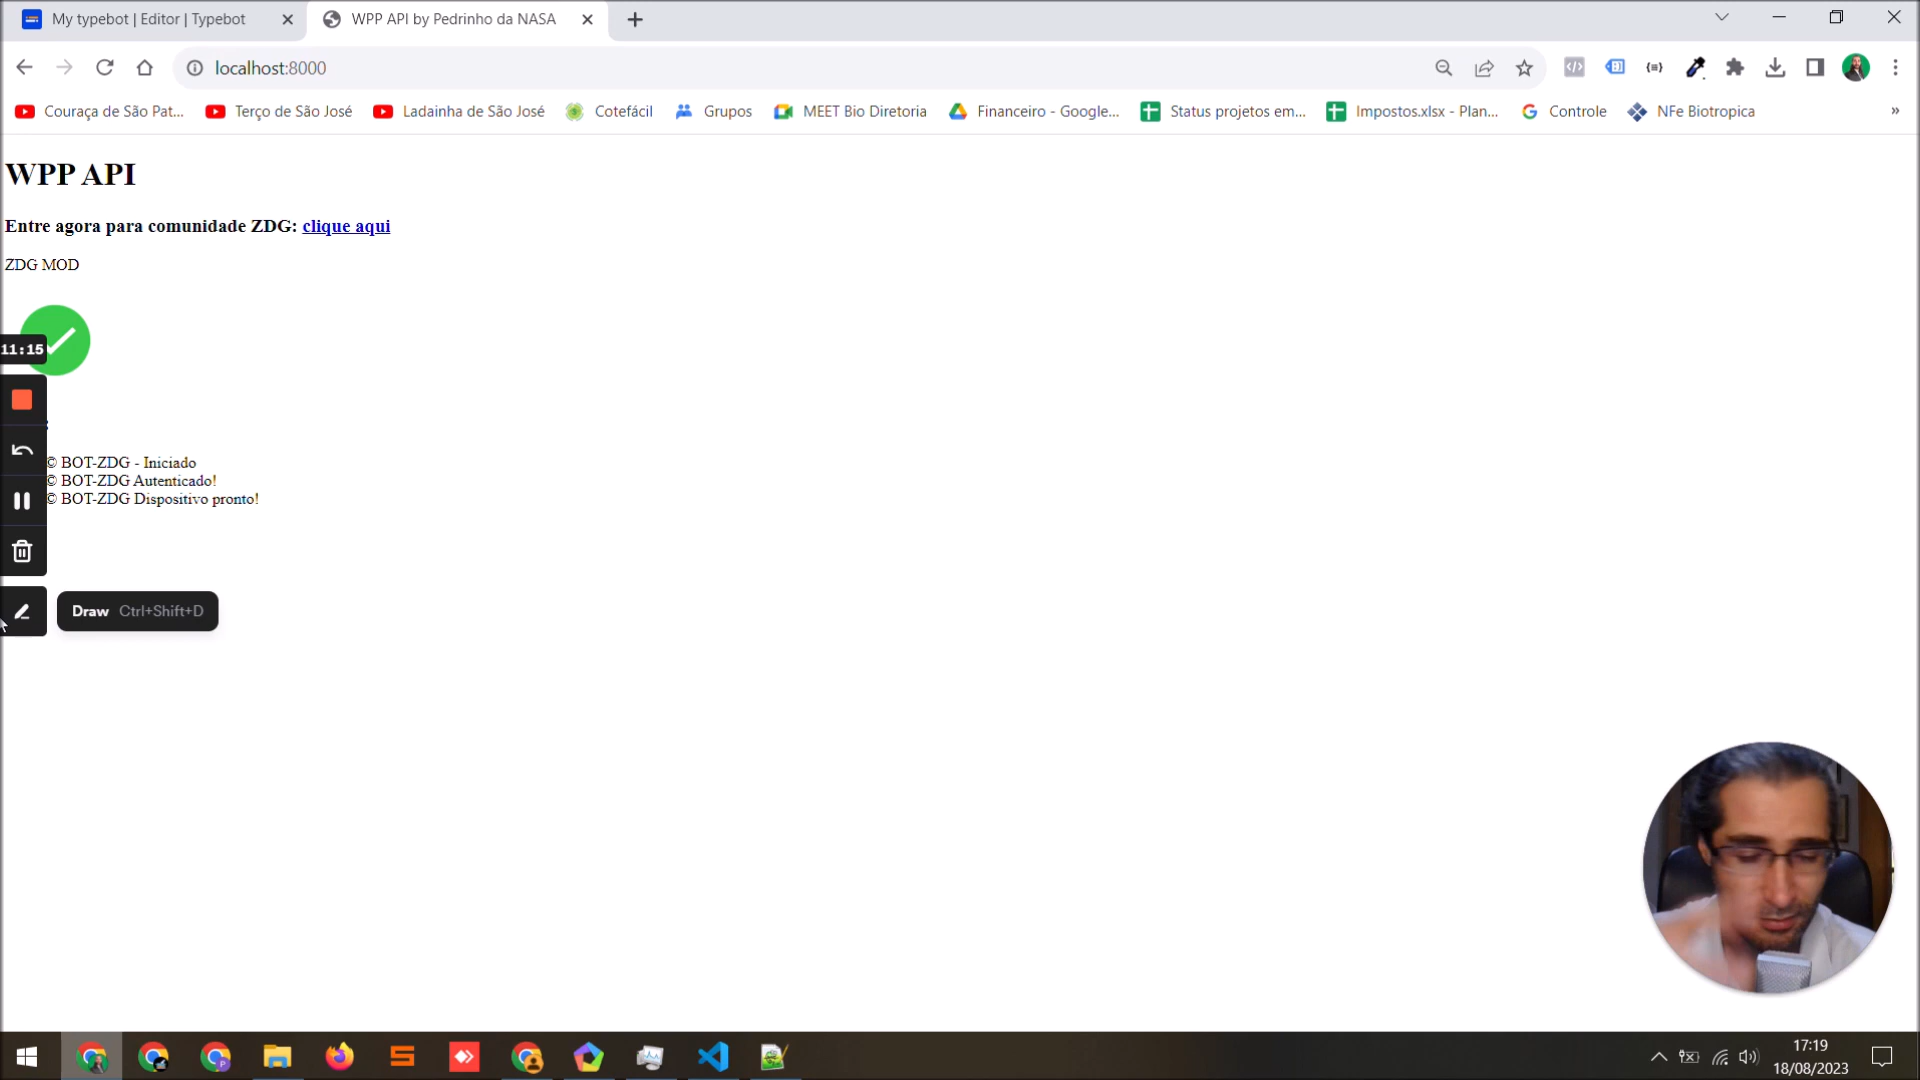 My typebot | Editor | Typebot
WPP API by Pedrinho da NASA
localhost:8000
Couraça de São Pat...
Terço de São José
Ladainha de São José
Cotefácil
Grupos
MEET Bio Diretoria
Financeiro - Google...
Status projetos em...
Impostos.xlsx - Plan...
Controle
NFe Biotropica
»
WPP API
Entre agora para comunidade ZDG: clique aqui
ZDG MOD
11:15
:
© BOT-ZDG - Iniciado
© BOT-ZDG Autenticado!
© BOT-ZDG Dispositivo pronto!
Draw Ctrl+Shift+D
17:19
18/08/2023